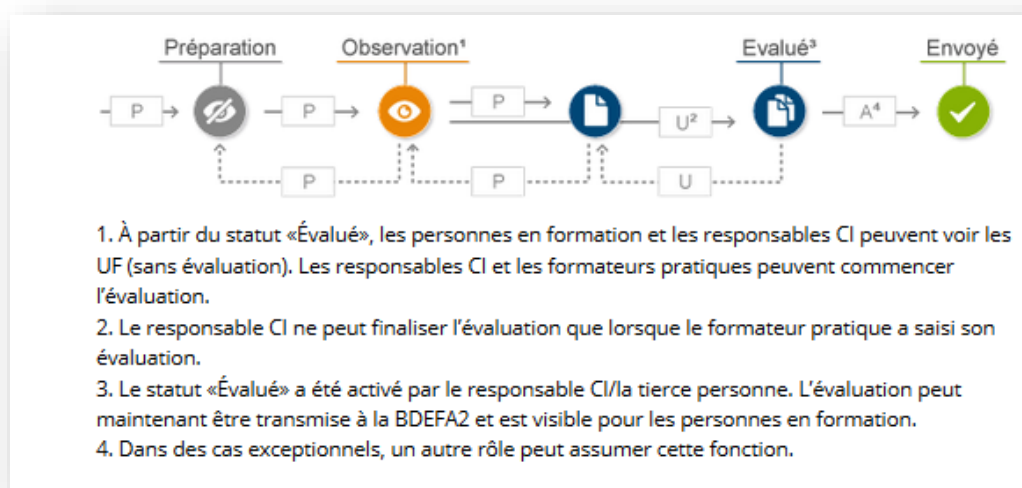 Préparation Observation¹ Evalué³ Envoyé
P P P U² A⁴
P P U
1. À partir du statut «Évalué», les personnes en formation et les responsables CI peuvent voir les
UF (sans évaluation). Les responsables CI et les formateurs pratiques peuvent commencer
l’évaluation.
2. Le responsable CI ne peut finaliser l’évaluation que lorsque le formateur pratique a saisi son
évaluation.
3. Le statut «Évalué» a été activé par le responsable CI/la tierce personne. L’évaluation peut
maintenant être transmise à la BDEFA2 et est visible pour les personnes en formation.
4. Dans des cas exceptionnels, un autre rôle peut assumer cette fonction.